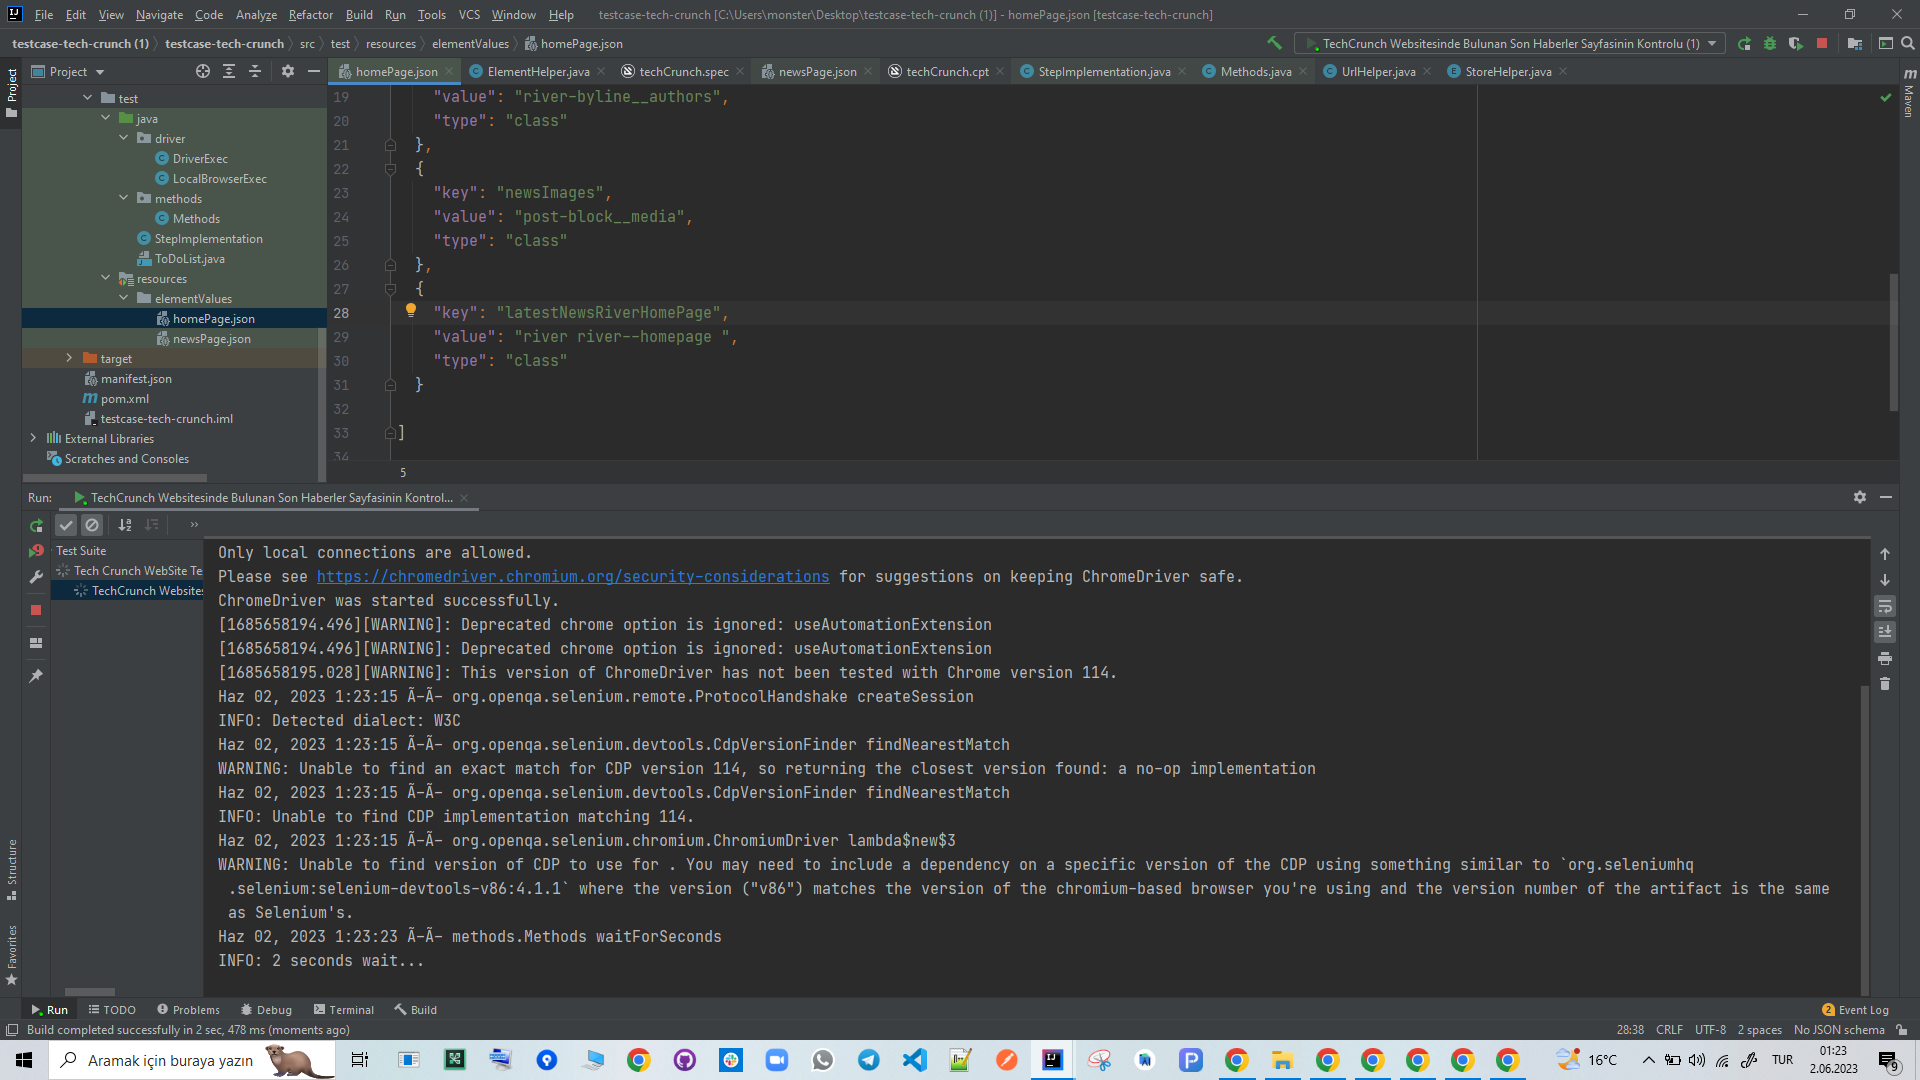 File Edit View Navigate Code Analyze Refactor Build Run Tools VCS Window Help testcase-tech-crunch [C:\Users\monster\Desktop\testcase-tech-crunch (1)] - homePage.json [testcase-tech-crunch]
testcase-tech-crunch (1) testcase-tech-crunch src test resources elementValues homePage.json TechCrunch Websitesinde Bulunan Son Haberler Sayfasinin Kontrolu (1)
Project homePage.json ElementHelper.java techCrunch.spec newsPage.json techCrunch.cpt StepImplementation.java Methods.java UrlHelper.java StoreHelper.java
Project
Maven
test
java
driver
DriverExec
LocalBrowserExec
methods
Methods
StepImplementation
ToDoList.java
resources
elementValues
homePage.json
newsPage.json
target
manifest.json
pom.xml
testcase-tech-crunch.iml
External Libraries
Scratches and Consoles
19 "value": "river-byline__authors",
20 "type": "class"
21 },
22 {
23 "key": "newsImages",
24 "value": "post-block__media",
25 "type": "class"
26 },
27 {
28 "key": "latestNewsRiverHomePage",
29 "value": "river river--homepage ",
30 "type": "class"
31 }
32
33 ]
34
5
Run: TechCrunch Websitesinde Bulunan Son Haberler Sayfasinin Kontrol...
Test Suite
Tech Crunch WebSite Te
TechCrunch Websites
Only local connections are allowed.
Please see https://chromedriver.chromium.org/security-considerations for suggestions on keeping ChromeDriver safe.
ChromeDriver was started successfully.
[1685658194.496][WARNING]: Deprecated chrome option is ignored: useAutomationExtension
[1685658194.496][WARNING]: Deprecated chrome option is ignored: useAutomationExtension
[1685658195.028][WARNING]: This version of ChromeDriver has not been tested with Chrome version 114.
Haz 02, 2023 1:23:15 Ã–Ã– org.openqa.selenium.remote.ProtocolHandshake createSession
INFO: Detected dialect: W3C
Haz 02, 2023 1:23:15 Ã–Ã– org.openqa.selenium.devtools.CdpVersionFinder findNearestMatch
WARNING: Unable to find an exact match for CDP version 114, so returning the closest version found: a no-op implementation
Haz 02, 2023 1:23:15 Ã–Ã– org.openqa.selenium.devtools.CdpVersionFinder findNearestMatch
INFO: Unable to find CDP implementation matching 114.
Haz 02, 2023 1:23:15 Ã–Ã– org.openqa.selenium.chromium.ChromiumDriver lambda$new$3
WARNING: Unable to find version of CDP to use for . You may need to include a dependency on a specific version of the CDP using something similar to `org.seleniumhq
.selenium:selenium-devtools-v86:4.1.1` where the version ("v86") matches the version of the chromium-based browser you're using and the version number of the artifact is the same
as Selenium's.
Haz 02, 2023 1:23:23 Ã–Ã– methods.Methods waitForSeconds
INFO: 2 seconds wait...
Structure
Favorites
Run TODO Problems Debug Terminal Build 2 Event Log
Build completed successfully in 2 sec, 478 ms (moments ago) 28:38 CRLF UTF-8 2 spaces No JSON schema
Aramak için buraya yazın 16°C TUR 01:23
2.06.2023 9